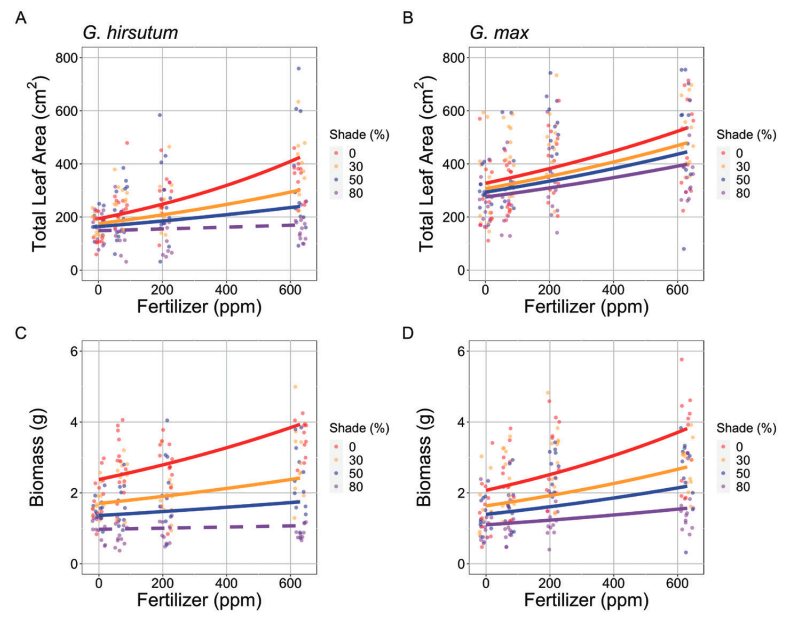 A
G. hirsutum
B
G. max
Total Leaf Area (cm²)
800
600
400
200
0
0 200 400 600
Fertilizer (ppm)
Shade (%)
0
30
50
80
Total Leaf Area (cm²)
800
600
400
200
0
0 200 400 600
Fertilizer (ppm)
Shade (%)
0
30
50
80
C
Biomass (g)
6
4
2
0
0 200 400 600
Fertilizer (ppm)
Shade (%)
0
30
50
80
D
Biomass (g)
6
4
2
0
0 200 400 600
Fertilizer (ppm)
Shade (%)
0
30
50
80